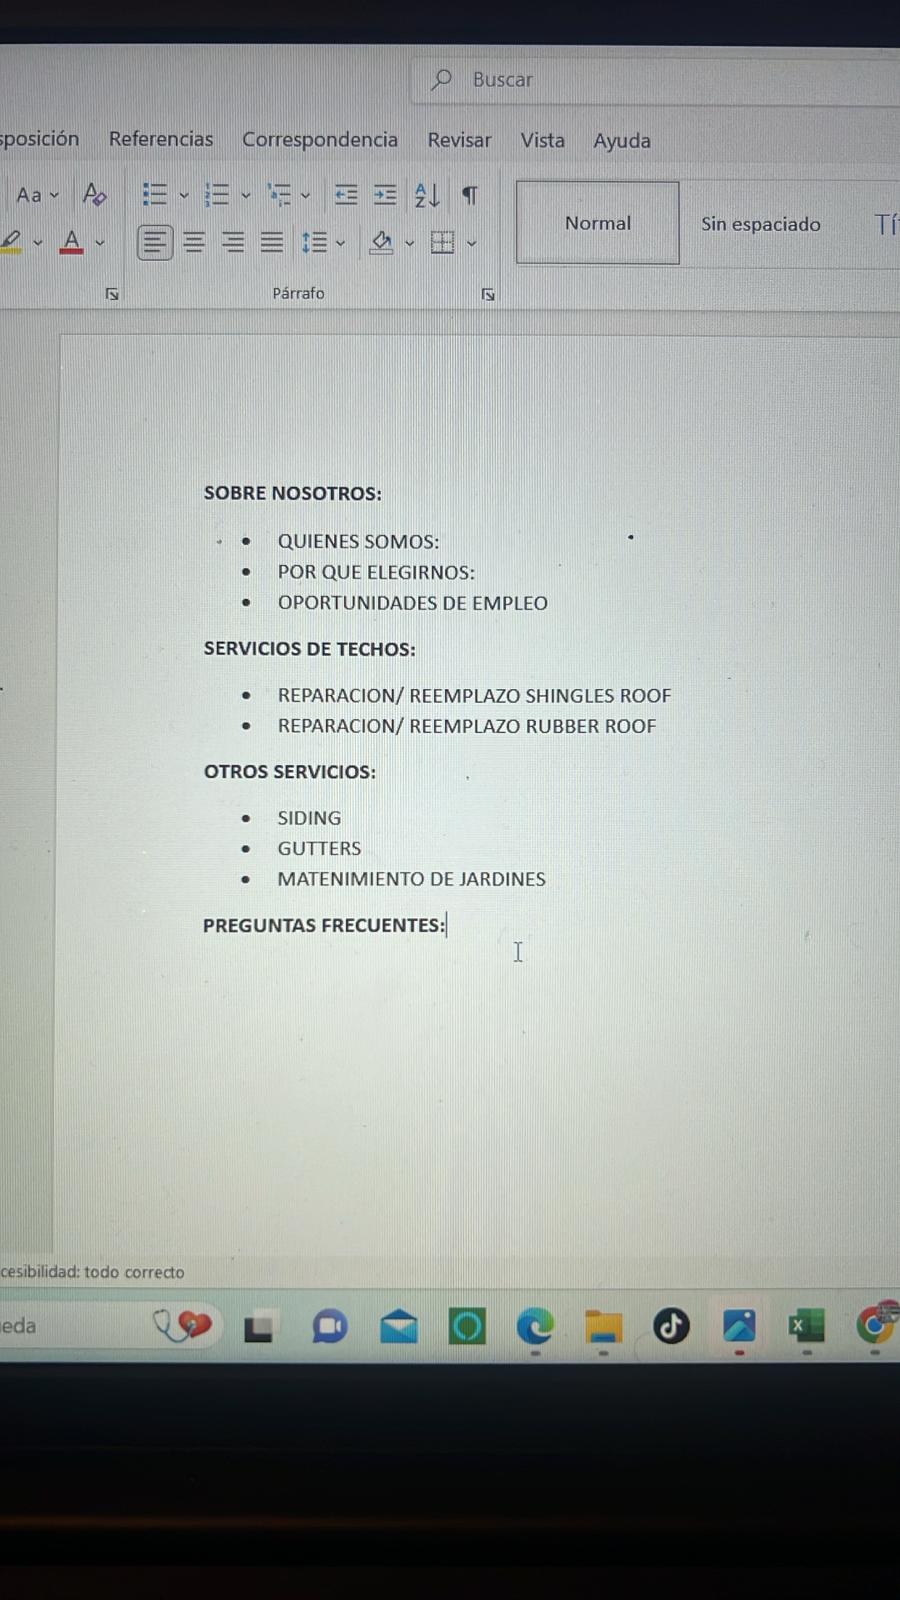 Buscar
sposición Referencias Correspondencia Revisar Vista Ayuda
Aa
Normal
Sin espaciado
Tí
Párrafo
SOBRE NOSOTROS:
• QUIENES SOMOS:
• POR QUE ELEGIRNOS:
• OPORTUNIDADES DE EMPLEO
SERVICIOS DE TECHOS:
• REPARACION/ REEMPLAZO SHINGLES ROOF
• REPARACION/ REEMPLAZO RUBBER ROOF
OTROS SERVICIOS:
• SIDING
• GUTTERS
• MATENIMIENTO DE JARDINES
PREGUNTAS FRECUENTES:
cesibilidad: todo correcto
eda